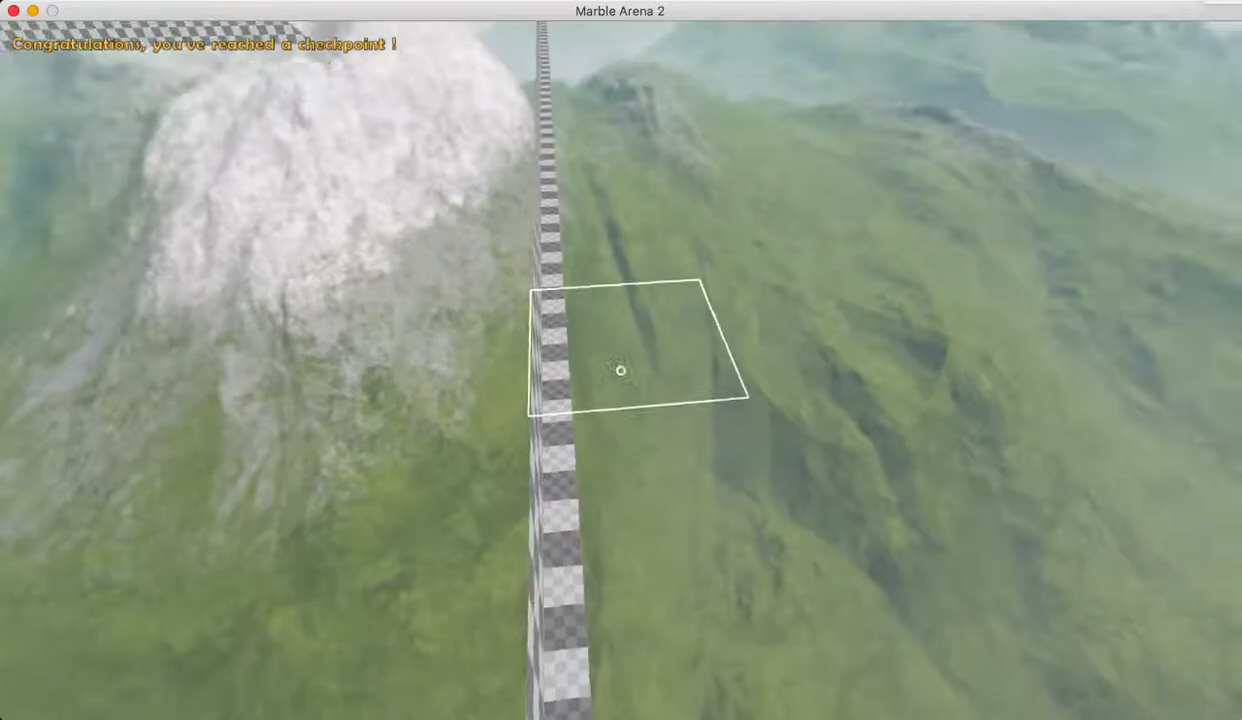 Marble Arena 2
Congratulations, you've reached a checkpoint !